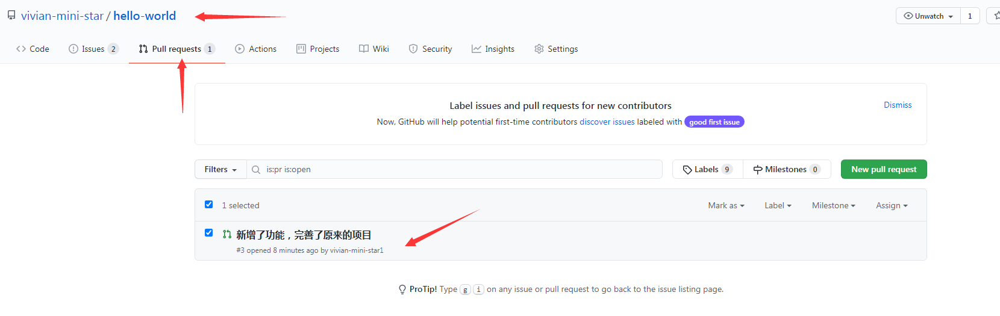 vivian-mini-star / hello-world
Unwatch 1
Code Issues 2 Pull requests 1 Actions Projects Wiki Security Insights Settings
Label issues and pull requests for new contributors
Dismiss
Now, GitHub will help potential first-time contributors discover issues labeled with good first issue
Filters is:pr is:open Labels 9 Milestones 0 New pull request
1 selected Mark as Label Milestone Assign
新增了功能，完善了原来的项目
#3 opened 8 minutes ago by vivian-mini-star1
ProTip! Type g i on any issue or pull request to go back to the issue listing page.